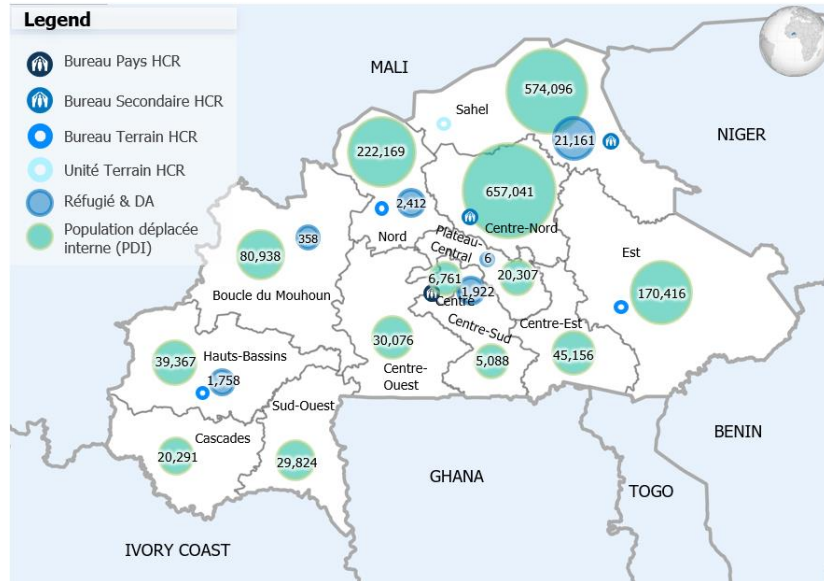 Legend
Bureau Pays HCR
Bureau Secondaire HCR
Bureau Terrain HCR
Unité Terrain HCR
Réfugié & DA
Population déplacée
interne (PDI)
MALI
574,096
Sahel
21,161
NIGER
222,169
657,041
2,412
Nord
Centre-Nord
358
80,938
Boucle du Mouhoun
Plateau-
Central
6
20,307
Est
170,416
6,761
1,922
Centre
Centre-Sud
Centre-Est
30,076
Centre-
Ouest
5,088
45,156
Hauts-Bassins
39,367
1,758
Sud-Ouest
Cascades
20,291
29,824
BENIN
GHANA
TOGO
IVORY COAST